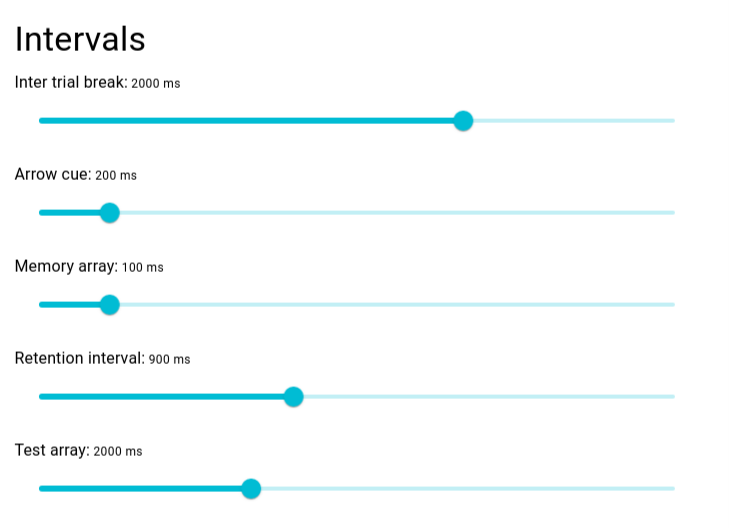 Intervals
Inter trial break: 2000 ms
Arrow cue: 200 ms
Memory array: 100 ms
Retention interval: 900 ms
Test array: 2000 ms